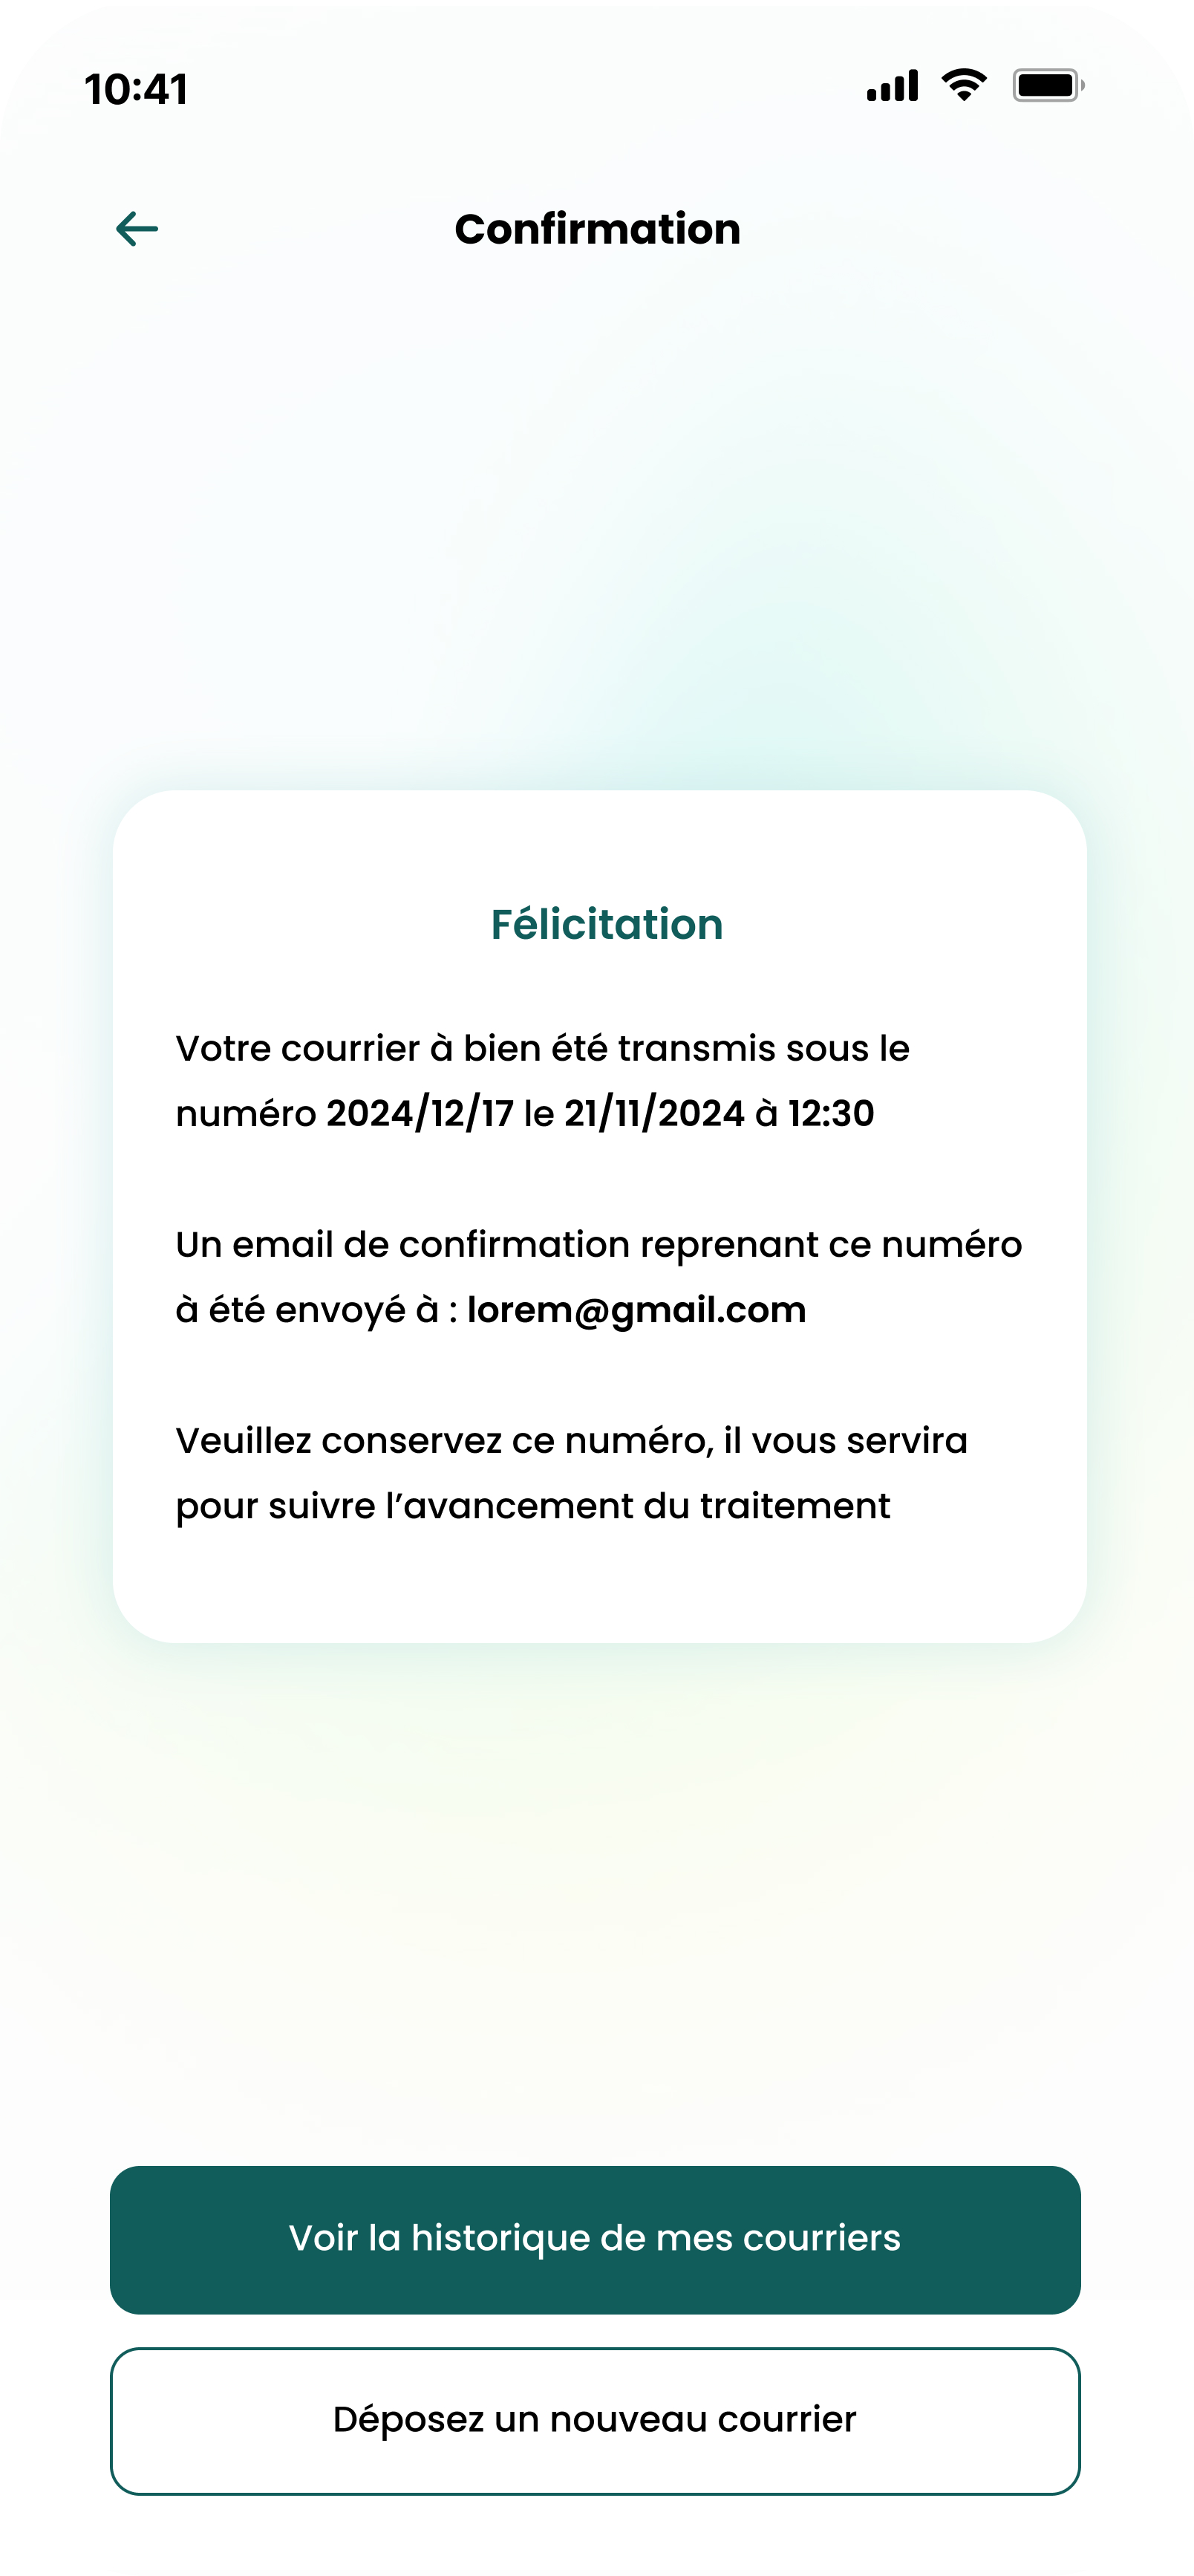 10:41
Confirmation
Félicitation
Votre courrier à bien été transmis sous le
numéro 2024/12/17 le 21/11/2024 à 12:30
Un email de confirmation reprenant ce numéro
à été envoyé à : lorem@gmail.com
Veuillez conservez ce numéro, il vous servira
pour suivre l’avancement du traitement
Voir la historique de mes courriers
Déposez un nouveau courrier